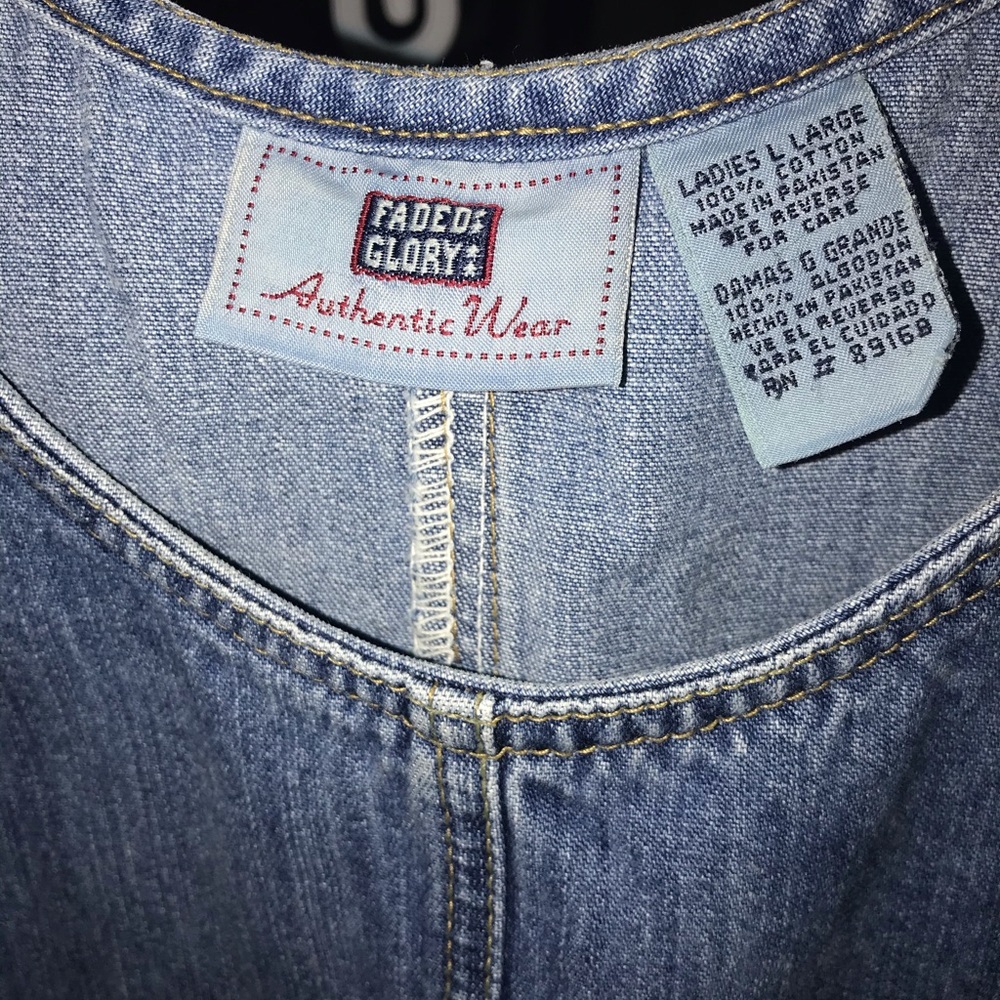 FADED
GLORY
Authentic Wear
LADIES L LARGE
100% COTTON
MADE IN PAKISTAN
SEE REVERSE
FOR CARE
DAMAS G GRANDE
100% ALGODON
HECHO EN PAKISTAN
VE EL REVERSO
PARA EL CUIDADO
RN # 89168